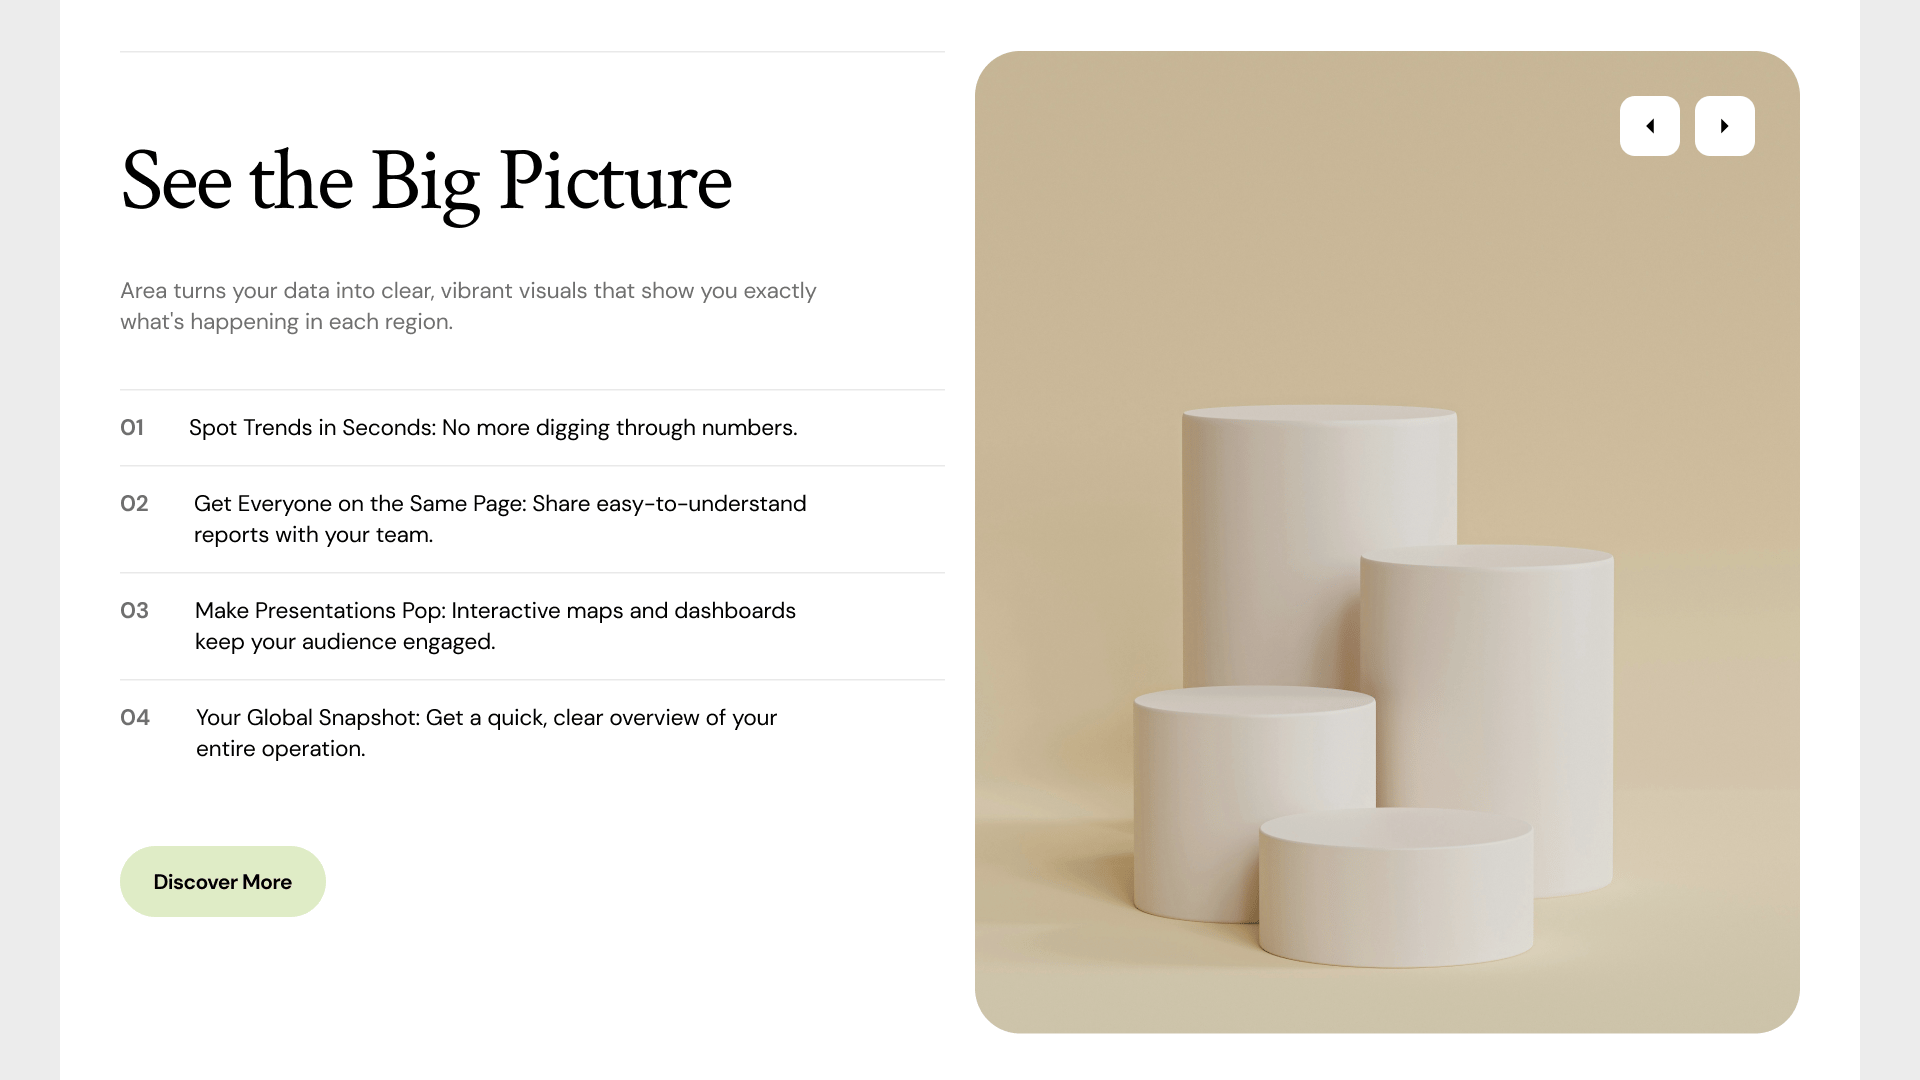 See the Big Picture
Area turns your data into clear, vibrant visuals that show you exactly
what's happening in each region.
01 Spot Trends in Seconds: No more digging through numbers.
02 Get Everyone on the Same Page: Share easy-to-understand
reports with your team.
03 Make Presentations Pop: Interactive maps and dashboards
keep your audience engaged.
04 Your Global Snapshot: Get a quick, clear overview of your
entire operation.
Discover More